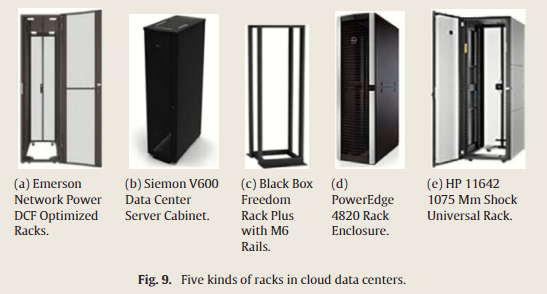 (a) Emerson
Network Power
DCF Optimized
Racks.
(b) Siemon V600
Data Center
Server Cabinet.
(c) Black Box
Freedom
Rack Plus
with M6
Rails.
(d)
PowerEdge
4820 Rack
Enclosure.
(e) HP 11642
1075 Mm Shock
Universal Rack.
Fig. 9. Five kinds of racks in cloud data centers.